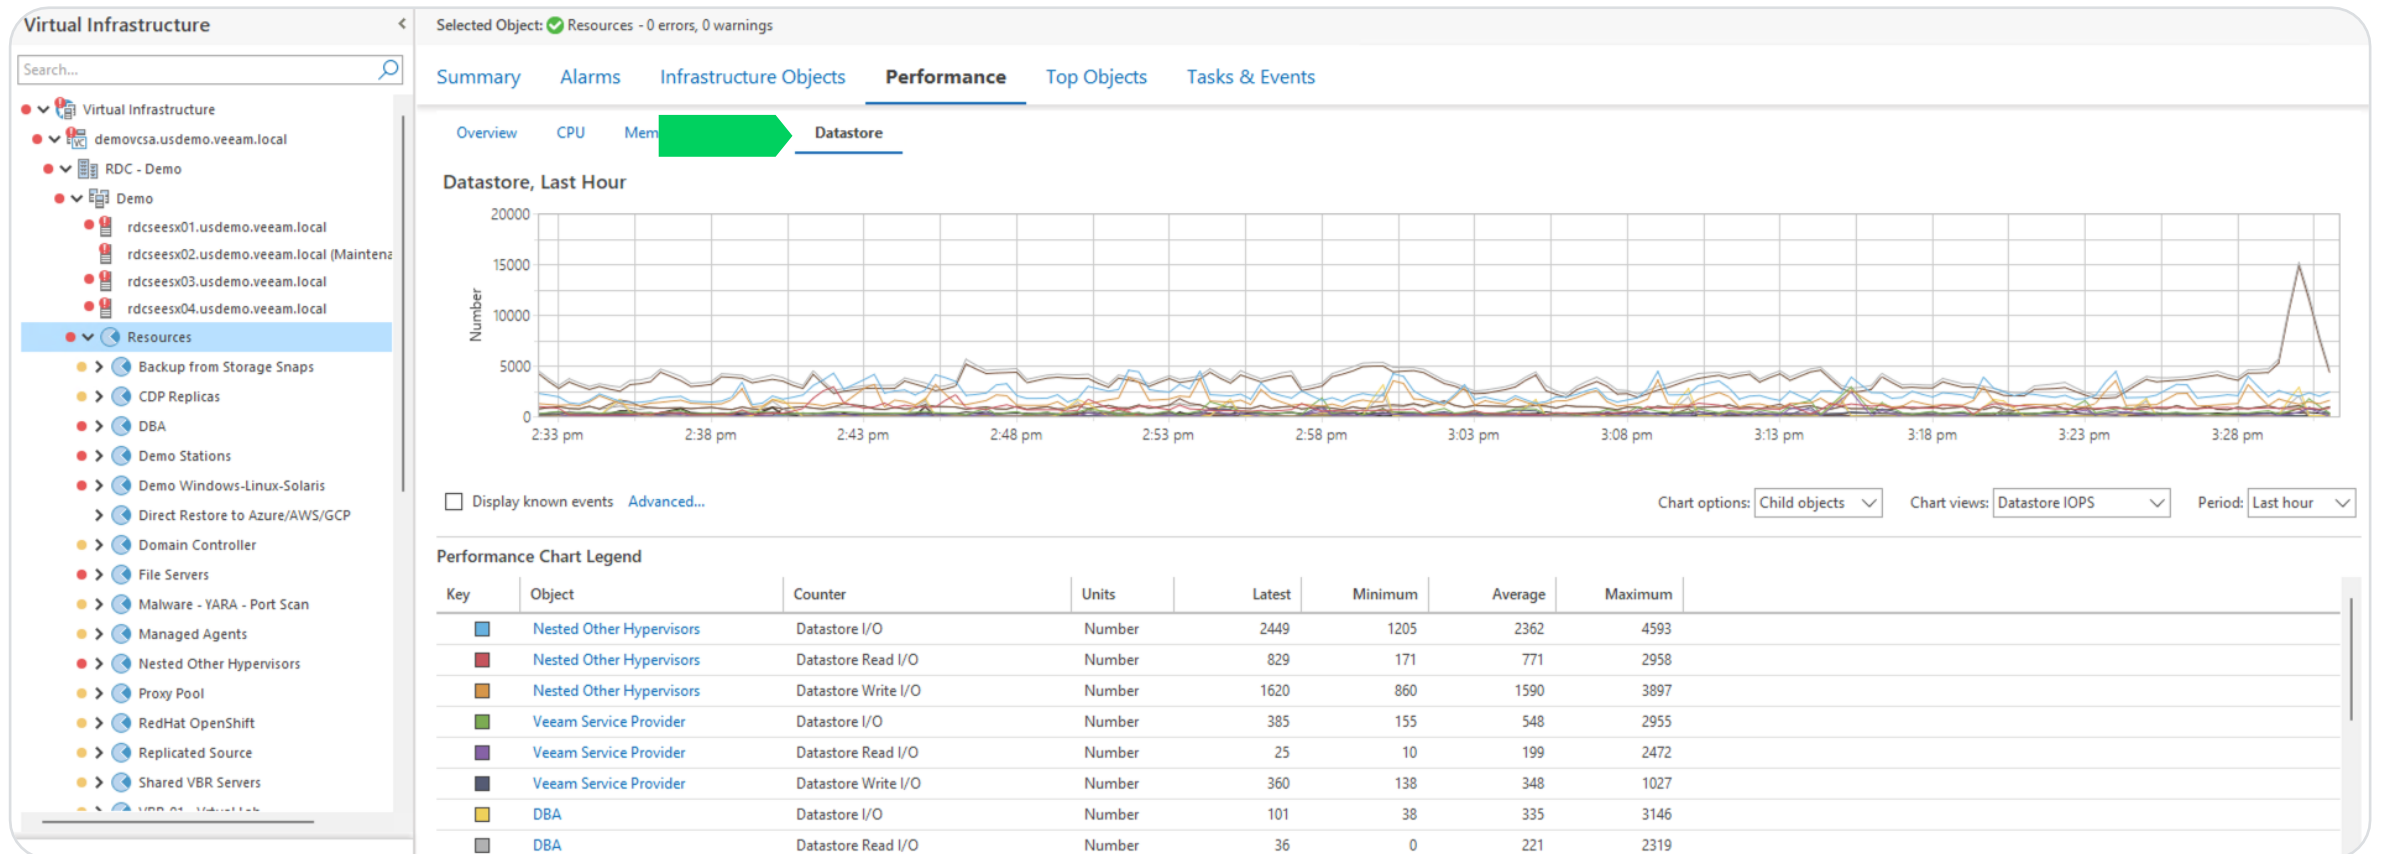 Virtual Infrastructure
Search...
Virtual Infrastructure
demovcsa.usdemo.veeam.local
RDC - Demo
Demo
rdcseesx01.usdemo.veeam.local
rdcseesx02.usdemo.veeam.local (Maintena
rdcseesx03.usdemo.veeam.local
rdcseesx04.usdemo.veeam.local
Resources
Backup from Storage Snaps
CDP Replicas
DBA
Demo Stations
Demo Windows-Linux-Solaris
Direct Restore to Azure/AWS/GCP
Domain Controller
File Servers
Malware - YARA - Port Scan
Managed Agents
Nested Other Hypervisors
Proxy Pool
RedHat OpenShift
Replicated Source
Shared VBR Servers
Selected Object: Resources - 0 errors, 0 warnings
Summary Alarms Infrastructure Objects Performance Top Objects Tasks & Events
Overview CPU Mem Datastore
Datastore, Last Hour
Number
20000
15000
10000
5000
0
2:33 pm 2:38 pm 2:43 pm 2:48 pm 2:53 pm 2:58 pm 3:03 pm 3:08 pm 3:13 pm 3:18 pm 3:23 pm 3:28 pm
Display known events Advanced... Chart options: Child objects Chart views: Datastore IOPS Period: Last hour
Performance Chart Legend
Key Object Counter Units Latest Minimum Average Maximum
Nested Other Hypervisors Datastore I/O Number 2449 1205 2362 4593
Nested Other Hypervisors Datastore Read I/O Number 829 171 771 2958
Nested Other Hypervisors Datastore Write I/O Number 1620 860 1590 3897
Veeam Service Provider Datastore I/O Number 385 155 548 2955
Veeam Service Provider Datastore Read I/O Number 25 10 199 2472
Veeam Service Provider Datastore Write I/O Number 360 138 348 1027
DBA Datastore I/O Number 101 38 335 3146
DBA Datastore Read I/O Number 36 0 221 2319